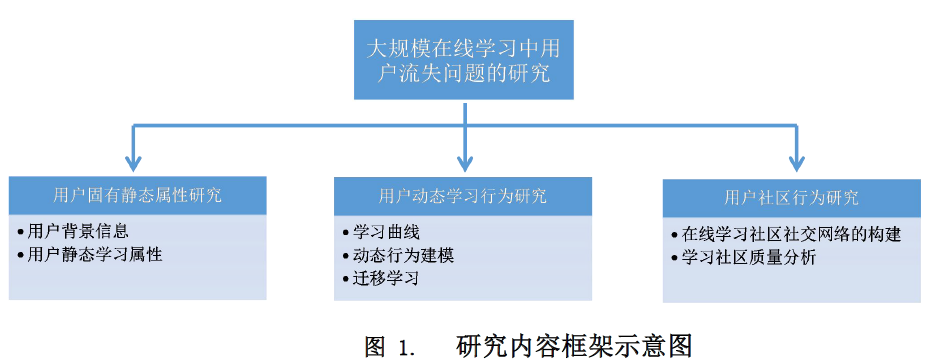 大规模在线学习中用
户流失问题的研究
用户固有静态属性研究
•用户背景信息
•用户静态学习属性
用户动态学习行为研究
•学习曲线
•动态行为建模
•迁移学习
用户社区行为研究
•在线学习社区社交网络的构建
•学习社区质量分析
图 1. 研究内容框架示意图